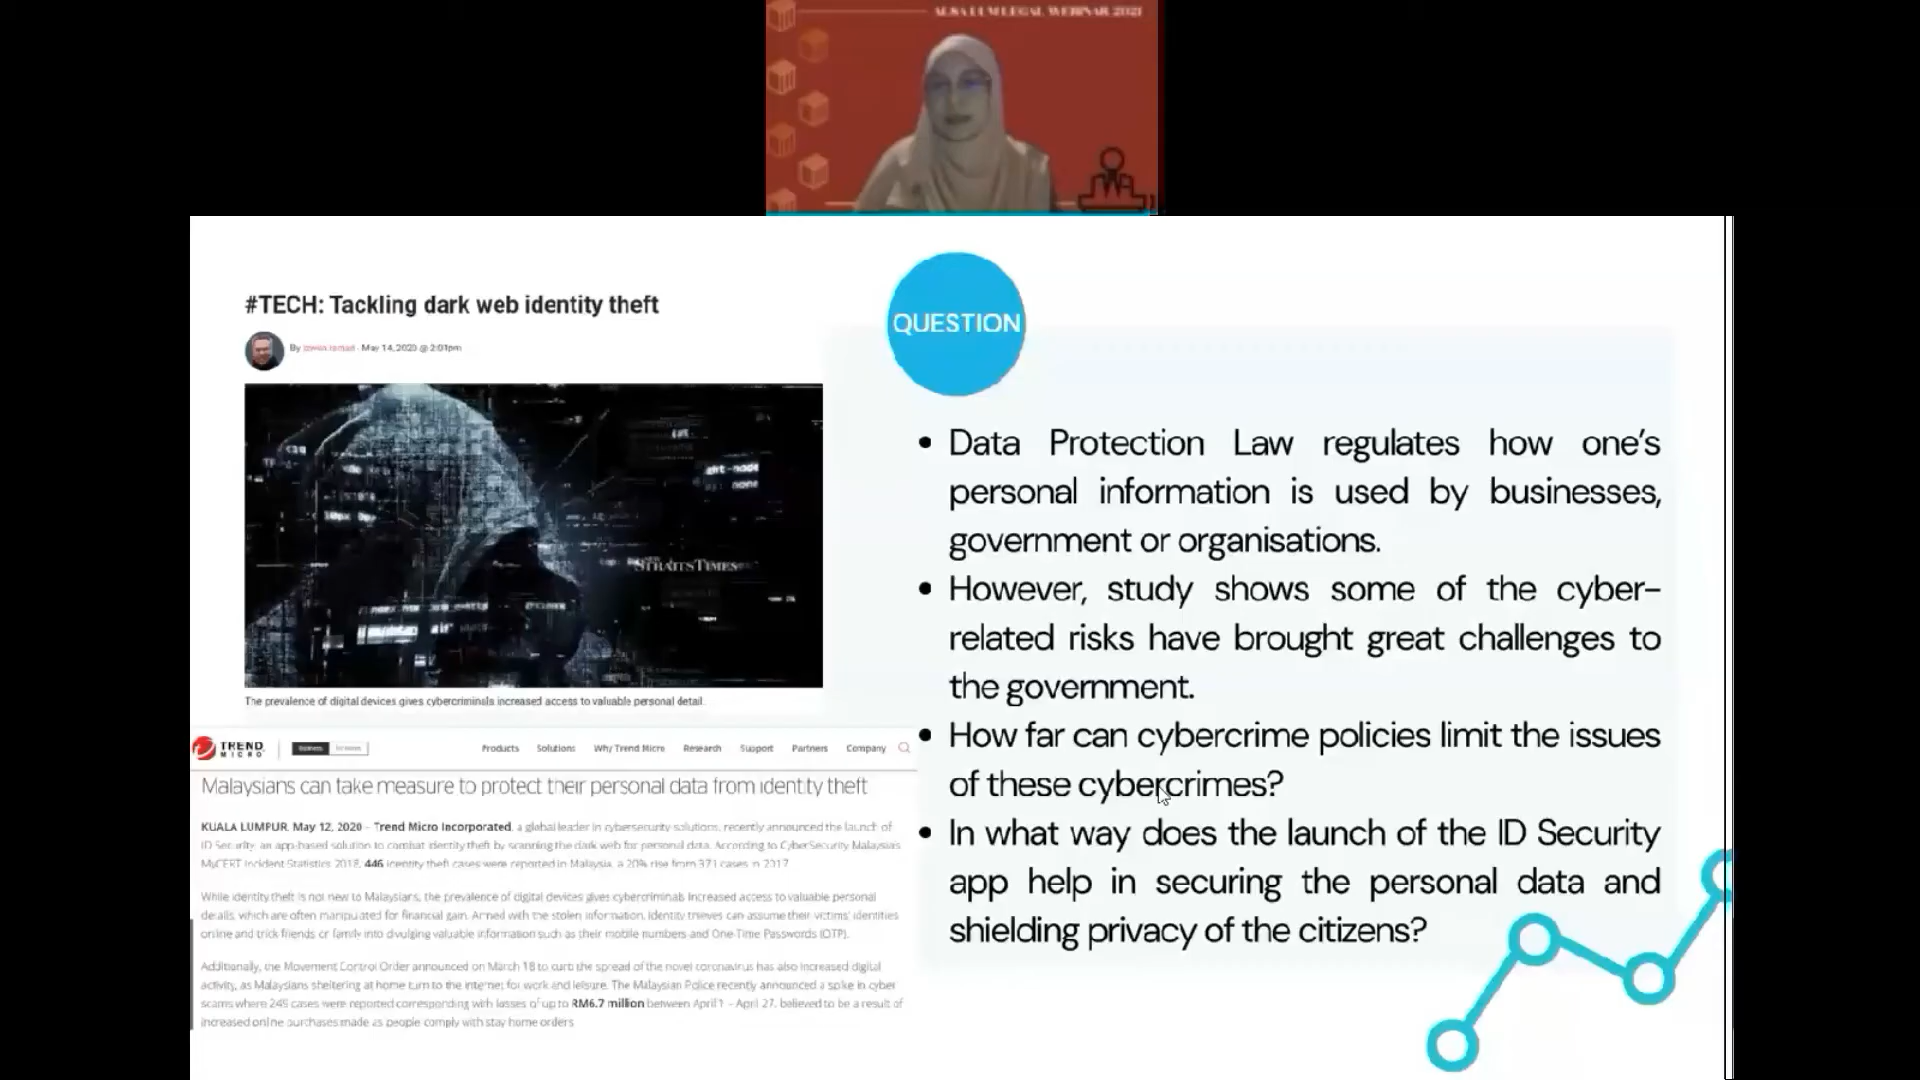 LEGAL WEBINAR 2021
#TECH: Tackling dark web identity theft
May 14, 2020 @ 2:01pm
STRAITS TIMES
The prevalence of digital devices gives cybercriminals increased access to valuable personal detail.
TREND MICRO Business Products Solutions Why Trend Micro Research Support Partners Company
Malaysians can take measure to protect their personal data from identity theft
KUALA LUMPUR, May 12, 2020 – Trend Micro Incorporated, a global leader in cybersecurity solutions, recently announced the launch of
ID Security, an app-based solution to combat identity theft by scanning the dark web for personal data. According to CyberSecurity Malaysia's
MyCERT Incident Statistics 2018, 446 identity theft cases were reported in Malaysia, a 20% rise from 371 cases in 2017
While identity theft is not new to Malaysians, the prevalence of digital devices gives cybercriminals increased access to valuable personal
details, which are often manipulated for financial gain. Armed with the stolen information, identity thieves can assume their victims' identities
online and trick friends or family into divulging valuable information such as their mobile numbers and One-Time Passwords (OTP).
Additionally, the Movement Control Order announced on March 18 to curb the spread of the novel coronavirus has also increased digital
activity, as Malaysians sheltering at home turn to the internet for work and leisure. The Malaysian Police recently announced a spike in cyber
scams where cases were reported corresponding with losses of up to RM6.7 million between April 1 – April 27, believed to be a result of
increased online purchases made as people comply with stay home orders
QUESTION
• Data Protection Law regulates how one's
personal information is used by businesses,
government or organisations.
• However, study shows some of the cyber-
related risks have brought great challenges to
the government.
• How far can cybercrime policies limit the issues
of these cybercrimes?
• In what way does the launch of the ID Security
app help in securing the personal data and
shielding privacy of the citizens?